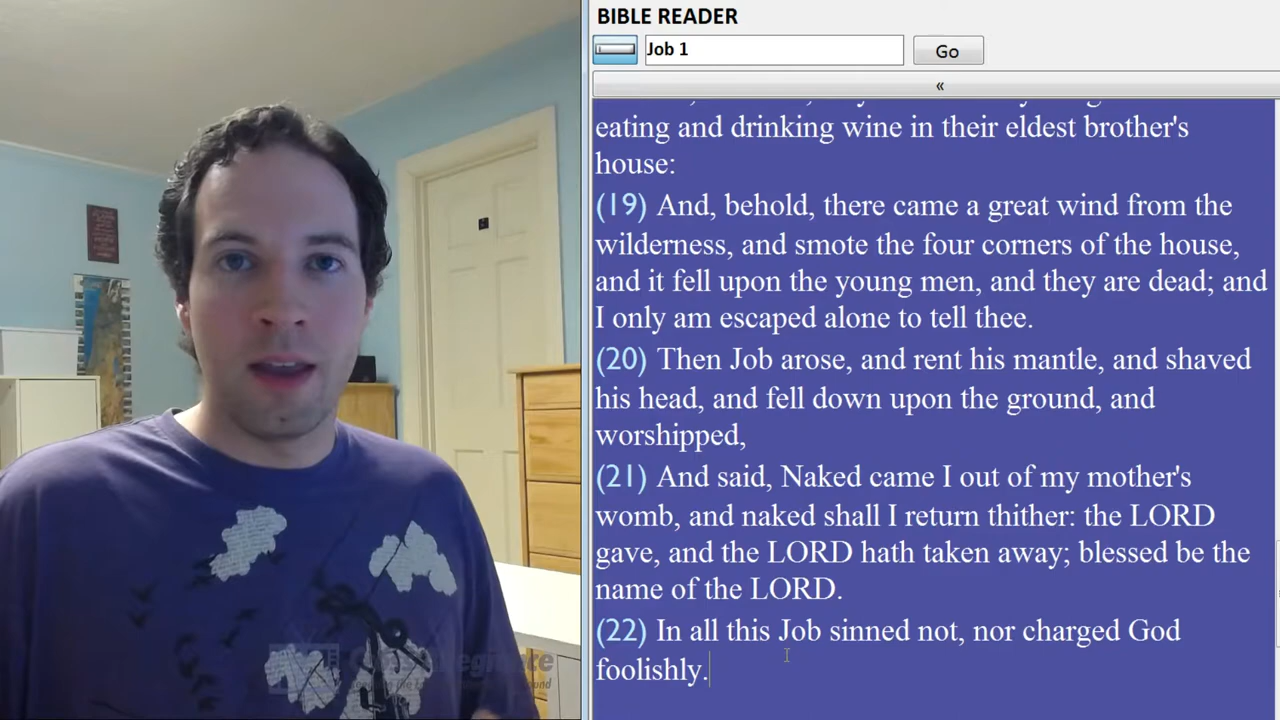 BIBLE READER
Job 1
Go
«
eating and drinking wine in their eldest brother's
house:
(19) And, behold, there came a great wind from the
wilderness, and smote the four corners of the house,
and it fell upon the young men, and they are dead; and
I only am escaped alone to tell thee.
(20) Then Job arose, and rent his mantle, and shaved
his head, and fell down upon the ground, and
worshipped,
(21) And said, Naked came I out of my mother's
womb, and naked shall I return thither: the LORD
gave, and the LORD hath taken away; blessed be the
name of the LORD.
(22) In all this Job sinned not, nor charged God
foolishly.